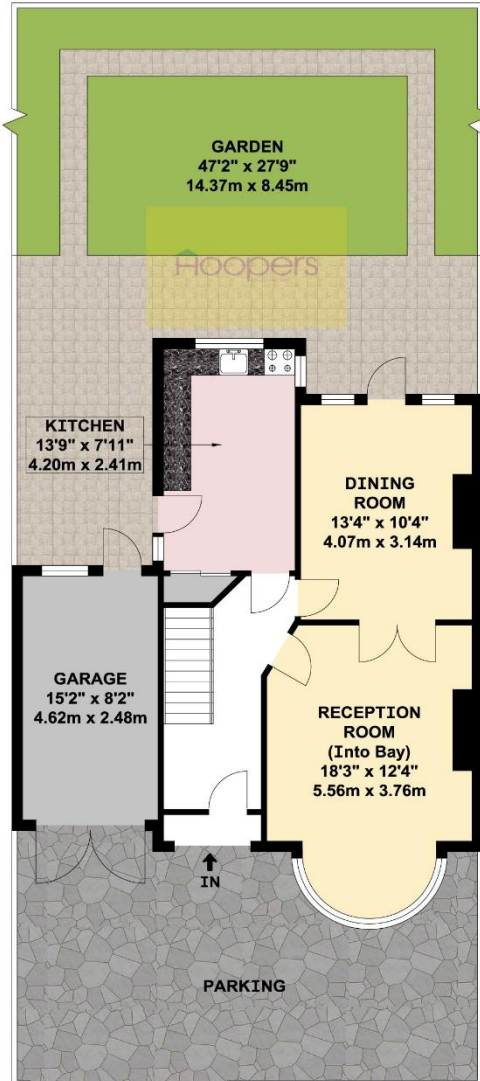 GARDEN
47'2" x 27'9"
14.37m x 8.45m
Hoopers
KITCHEN
13'9" x 7'11"
4.20m x 2.41m
DINING
ROOM
13'4" x 10'4"
4.07m x 3.14m
GARAGE
15'2" x 8'2"
4.62m x 2.48m
RECEPTION
ROOM
(Into Bay)
18'3" x 12'4"
5.56m x 3.76m
IN
PARKING